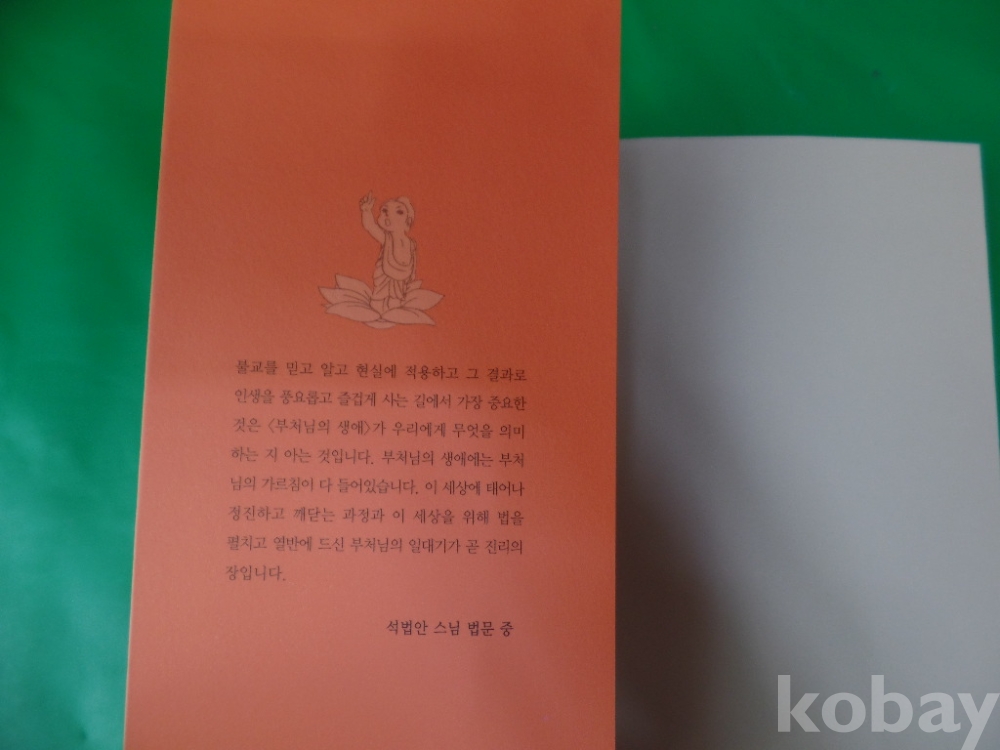 불교를 믿고 알고 현실에 적용하고 그 결과로
인생을 풍요롭고 즐겁게 사는 길에서 가장 중요한
것은 〈부처님의 생애〉가 우리에게 무엇을 의미
하는 지 아는 것입니다. 부처님의 생애에는 부처
님의 가르침이 다 들어있습니다. 이 세상에 태어나
정진하고 깨닫는 과정과 이 세상을 위해 법을
펼치고 열반에 드신 부처님의 일대기가 곧 진리의
장입니다.
석법안 스님 법문 중
kobay